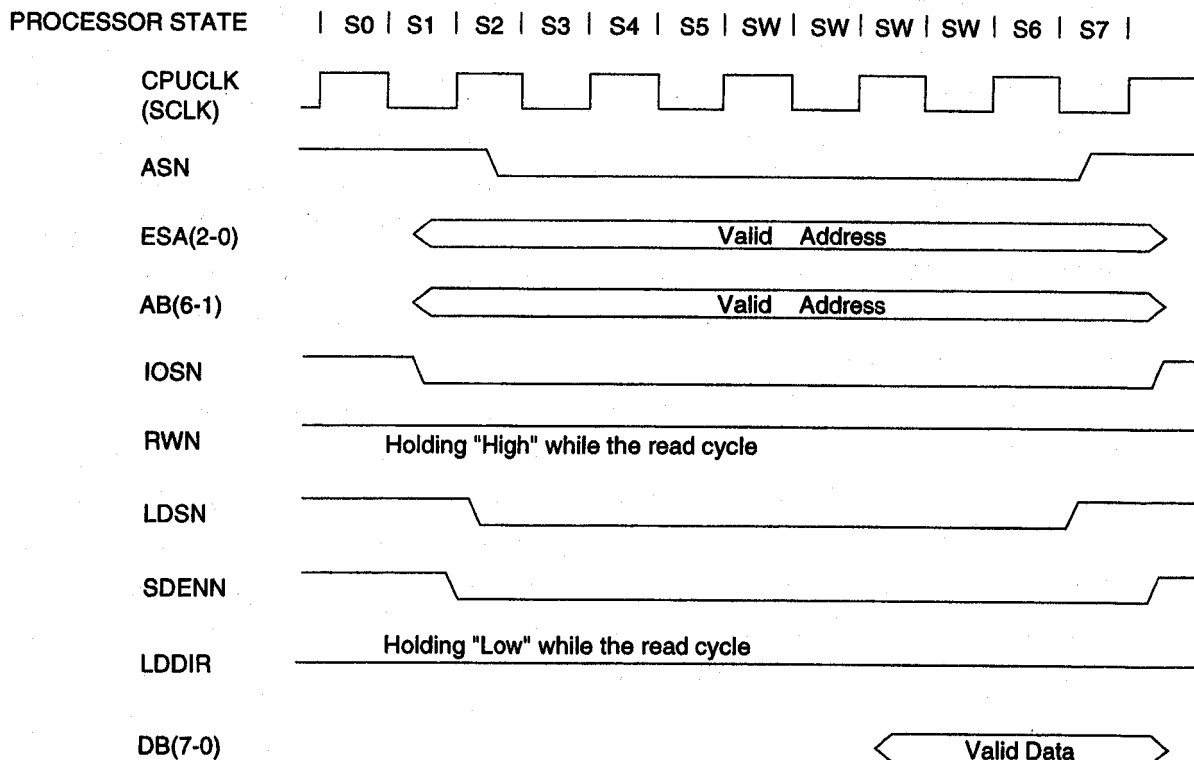 PROCESSOR STATE | S0 | S1 | S2 | S3 | S4 | S5 | SW | SW | SW | SW | S6 | S7 |
CPUCLK
(SCLK)
ASN
ESA(2-0) Valid Address
AB(6-1) Valid Address
IOSN
RWN Holding "High" while the read cycle
LDSN
SDENN
LDDIR Holding "Low" while the read cycle
DB(7-0) Valid Data